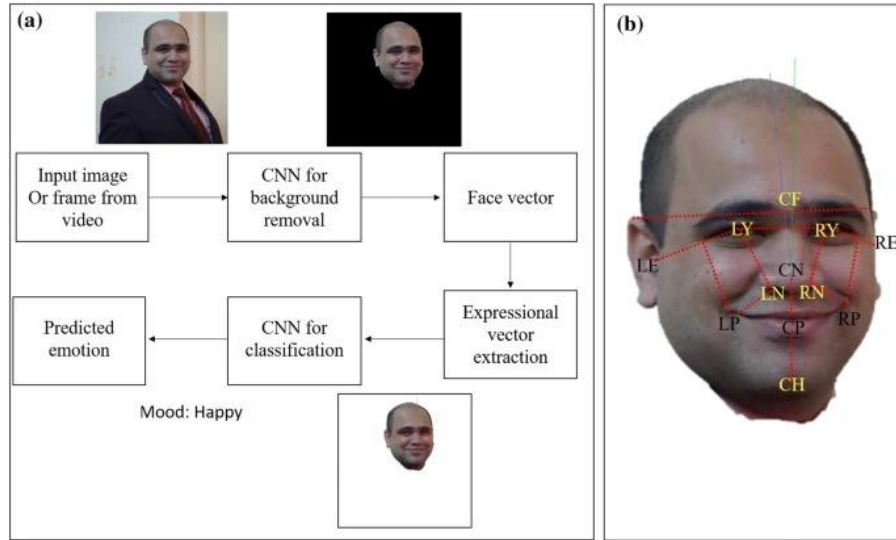 (a)
Input image
Or frame from
video
CNN for
background
removal
Face vector
Predicted
emotion
CNN for
classification
Expressional
vector
extraction
Mood: Happy
(b)
CF
LY RY
LE CN RE
LN RN
LP CP RP
CH